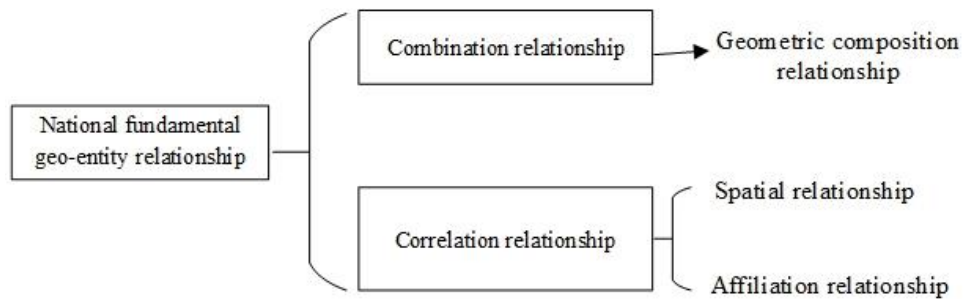 National fundamental
geo-entity relationship
Combination relationship
Geometric composition
relationship
Correlation relationship
Spatial relationship
Affiliation relationship